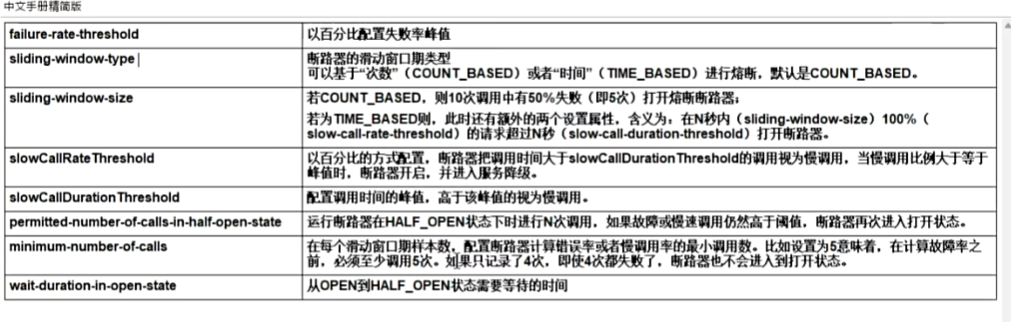 中文手册精简版
failure-rate-threshold
以百分比配置失败率峰值
sliding-window-type
断路器的滑动窗口期类型
可以基于“次数”（COUNT_BASED）或者“时间”（TIME_BASED）进行熔断，默认是COUNT_BASED。
sliding-window-size
若COUNT_BASED，则10次调用中有50%失败（即5次）打开熔断断路器；
若为TIME_BASED则，此时还有额外的两个设置属性，含义为：在N秒内（sliding-window-size）100%（
slow-call-rate-threshold）的请求超过N秒（slow-call-duration-threshold）打开断路器。
slowCallRateThreshold
以百分比的方式配置，断路器把调用时间大于slowCallDurationThreshold的调用视为慢调用，当慢调用比例大于等于
峰值时，断路器开启，并进入服务降级。
slowCallDurationThreshold
配置调用时间的峰值，高于该峰值的视为慢调用。
permitted-number-of-calls-in-half-open-state
运行断路器在HALF_OPEN状态下时进行N次调用，如果故障或慢速调用仍然高于阈值，断路器再次进入打开状态。
minimum-number-of-calls
在每个滑动窗口期样本数，配置断路器计算错误率或者慢调用率的最小调用数。比如设置为5意味着，在计算故障率之
前，必须至少调用5次。如果只记录了4次，即使4次都失败了，断路器也不会进入到打开状态。
wait-duration-in-open-state
从OPEN到HALF_OPEN状态需要等待的时间